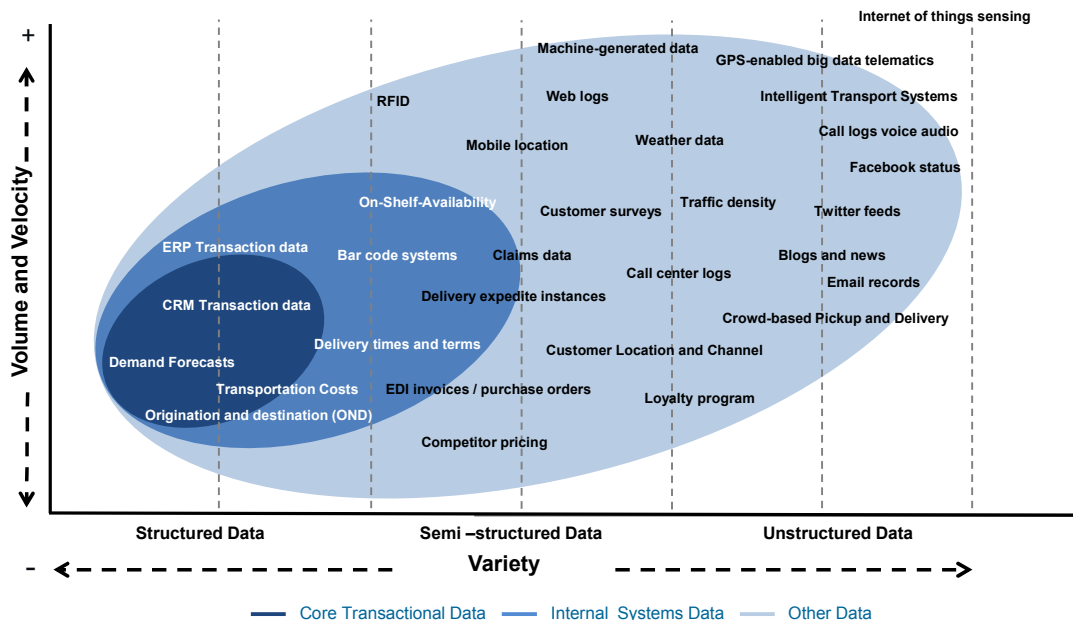 Internet of things sensing
+
Machine-generated data
GPS-enabled big data telematics
RFID
Web logs
Intelligent Transport Systems
Call logs voice audio
Mobile location
Weather data
Facebook status
On-Shelf-Availability
Customer surveys
Traffic density
Twitter feeds
ERP Transaction data
Bar code systems
Claims data
Blogs and news
Call center logs
Email records
CRM Transaction data
Delivery expedite instances
Crowd-based Pickup and Delivery
Delivery times and terms
Customer Location and Channel
Demand Forecasts
Transportation Costs
EDI invoices / purchase orders
Loyalty program
Origination and destination (OND)
Competitor pricing
Volume and Velocity
-
Structured Data
Semi –structured Data
Unstructured Data
-
Variety
Core Transactional Data
Internal Systems Data
Other Data